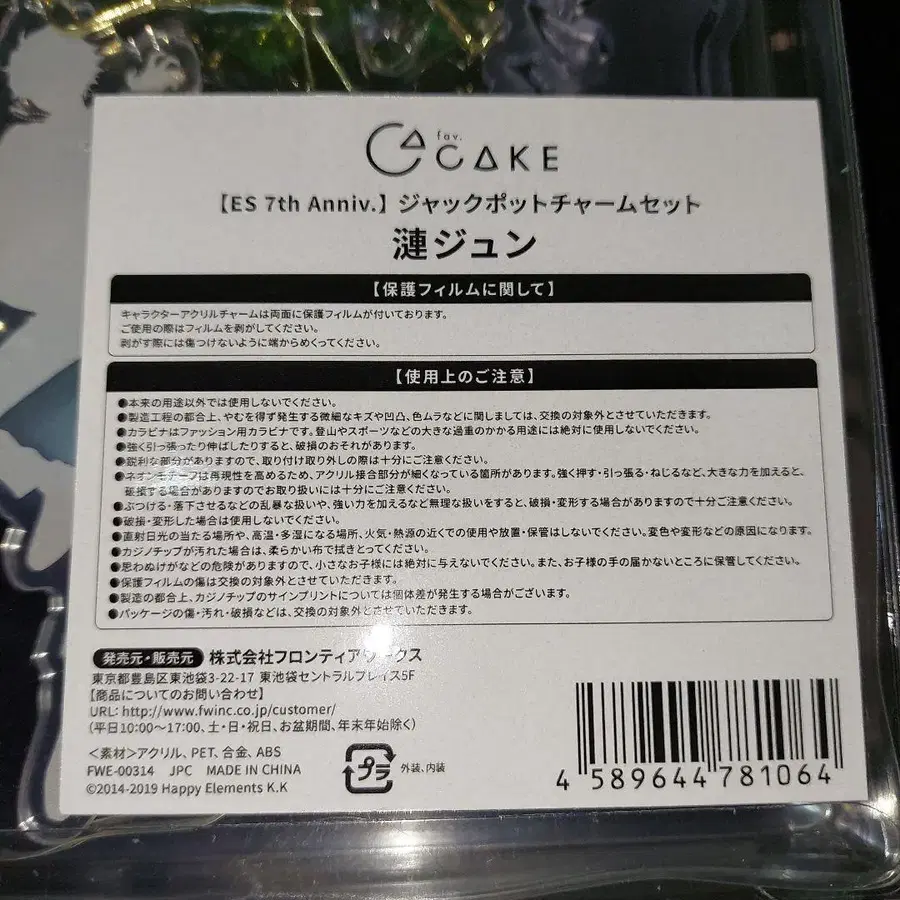 fav.
CAKE
【ES 7th Anniv.】ジャックポットチャームセット
漣ジュン
【保護フィルムに関して】
キャラクターアクリルチャームは両面に保護フィルムが付いております。
ご使用の際はフィルムを剥がしてください。
剥がす際には傷つけないように端からめくってください。
【使用上のご注意】
●本来の用途以外では使用しないでください。
●製造工程の都合上、やむを得ず発生する微細なキズや凹凸、色ムラなどに関しましては、交換の対象外とさせていただきます。
●カラビナはファッション用カラビナです。登山やスポーツなどの大きな過重のかかる用途には絶対に使用しないでください。
●強く引っ張ったり伸ばしたりすると、破損のおそれがあります。
●鋭利な部分がありますので、取り付け取り外しの際は十分にご注意ください。
●ネオンモチーフは再現性を高めるため、アクリル接合部分が細くなっている箇所があります。強く押す・引っ張る・ねじるなど、大きな力を加えると、
破損する場合がありますのでお取り扱いには十分にご注意ください。
●ぶつける・落下させるなどの乱暴な扱いや、強い力を加えるなど無理な扱いをすると、破損・変形する場合がありますので十分ご注意ください。
●破損・変形した場合は使用しないでください。
●直射日光の当たる場所や、高温・多湿になる場所、火気・熱源の近くでの使用や放置・保管はしないでください。変色や変形などの原因になります。
●カジノチップが汚れた場合は、柔らかい布で拭きとってください。
●思わぬけがなどの危険がありますので、小さなお子様には絶対に与えないでください。また、お子様の手の届かないところに保管してください。
●保護フィルムの傷は交換の対象外とさせていただきます。
●製造の都合上、カジノチップのサインプリントについては個体差が発生する場合がございます。
●パッケージの傷・汚れ・破損などは、交換の対象外とさせていただきます。
発売元・販売元 株式会社フロンティアワークス
東京都豊島区東池袋3-22-17 東池袋セントラルプレイス5F
【商品についてのお問い合わせ】
URL: http://www.fwinc.co.jp/customer/
(平日10:00～17:00、土・日・祝日、お盆期間、年末年始除く)
＜素材＞アクリル、PET、合金、ABS
FWE-00314 JPC MADE IN CHINA
©2014-2019 Happy Elements K.K
プラ 外装、内装
4 589644 781064